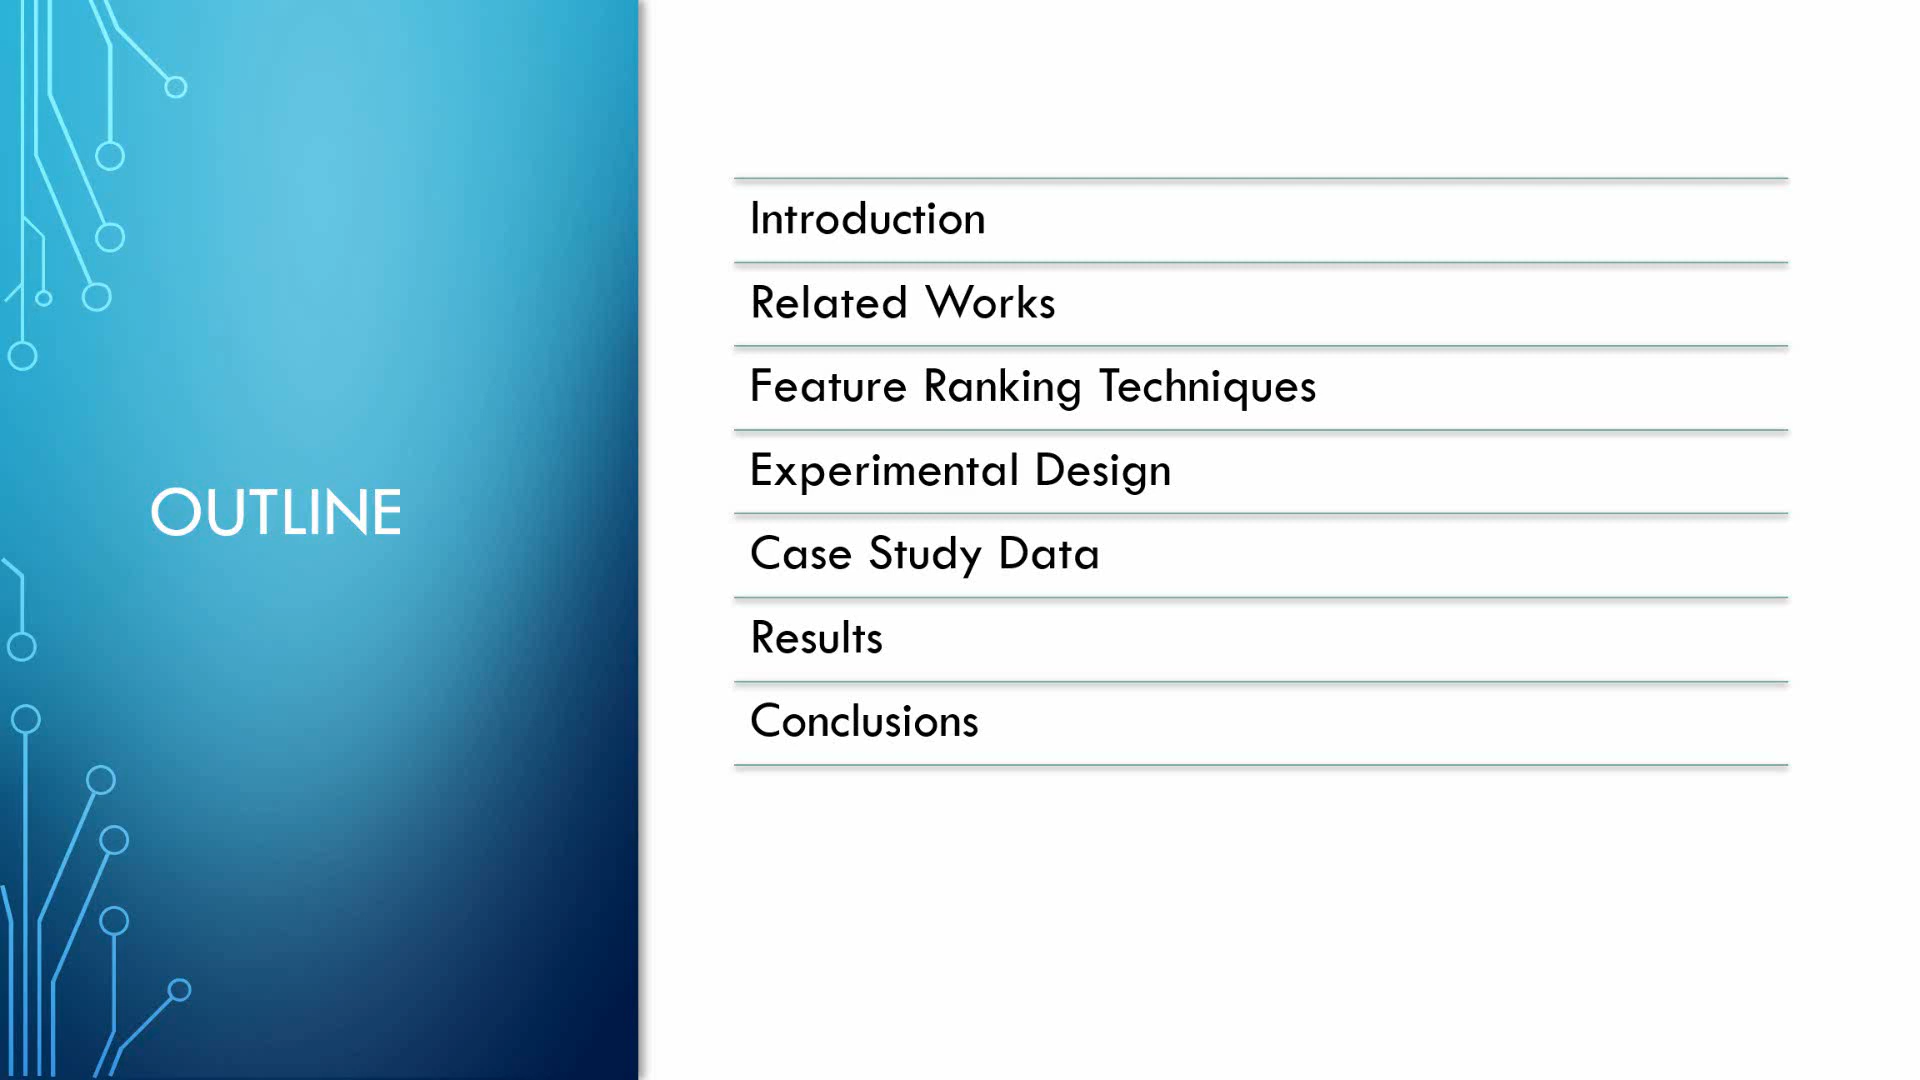 OUTLINE
Introduction
Related Works
Feature Ranking Techniques
Experimental Design
Case Study Data
Results
Conclusions